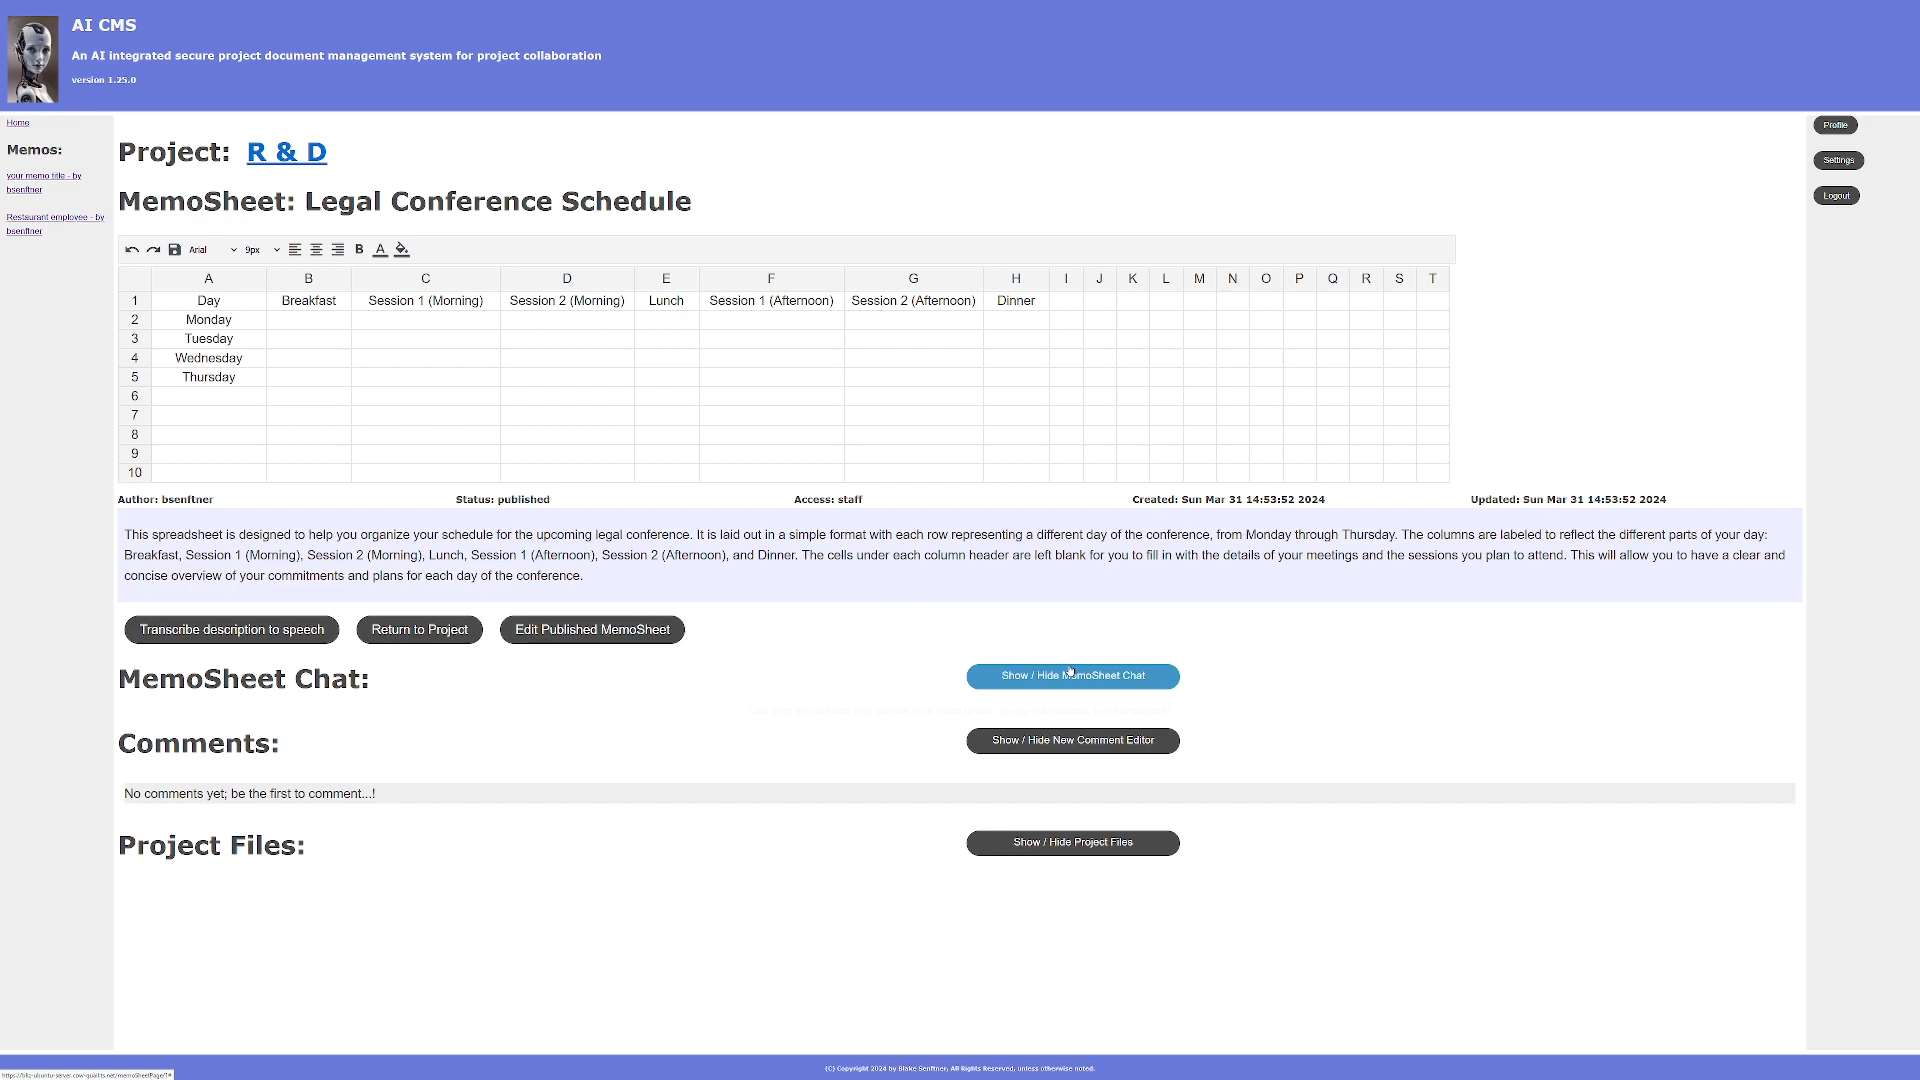 AI CMS
An AI integrated secure project document management system for project collaboration
version 1.25.0
Home
Memos:
your memo title - by
bsenftner
Restaurant employee - by
bsenftner
Profile
Settings
Logout
Project: R & D
MemoSheet: Legal Conference Schedule
Arial 9px B A
A B C D E F G H I J K L M N O P Q R S T
1 Day Breakfast Session 1 (Morning) Session 2 (Morning) Lunch Session 1 (Afternoon) Session 2 (Afternoon) Dinner
2 Monday
3 Tuesday
4 Wednesday
5 Thursday
6
7
8
9
10
Author: bsenftner Status: published Access: staff Created: Sun Mar 31 14:53:52 2024 Updated: Sun Mar 31 14:53:52 2024
This spreadsheet is designed to help you organize your schedule for the upcoming legal conference. It is laid out in a simple format with each row representing a different day of the conference, from Monday through Thursday. The columns are labeled to reflect the different parts of your day:
Breakfast, Session 1 (Morning), Session 2 (Morning), Lunch, Session 1 (Afternoon), Session 2 (Afternoon), and Dinner. The cells under each column header are left blank for you to fill in with the details of your meetings and the sessions you plan to attend. This will allow you to have a clear and
concise overview of your commitments and plans for each day of the conference.
Transcribe description to speech Return to Project Edit Published MemoSheet
MemoSheet Chat: Show / Hide MemoSheet Chat
Comments: Show / Hide New Comment Editor
No comments yet; be the first to comment...!
Project Files: Show / Hide Project Files
(C) Copyright 2024 by Blake Senftner, All Rights Reserved, unless otherwise noted.